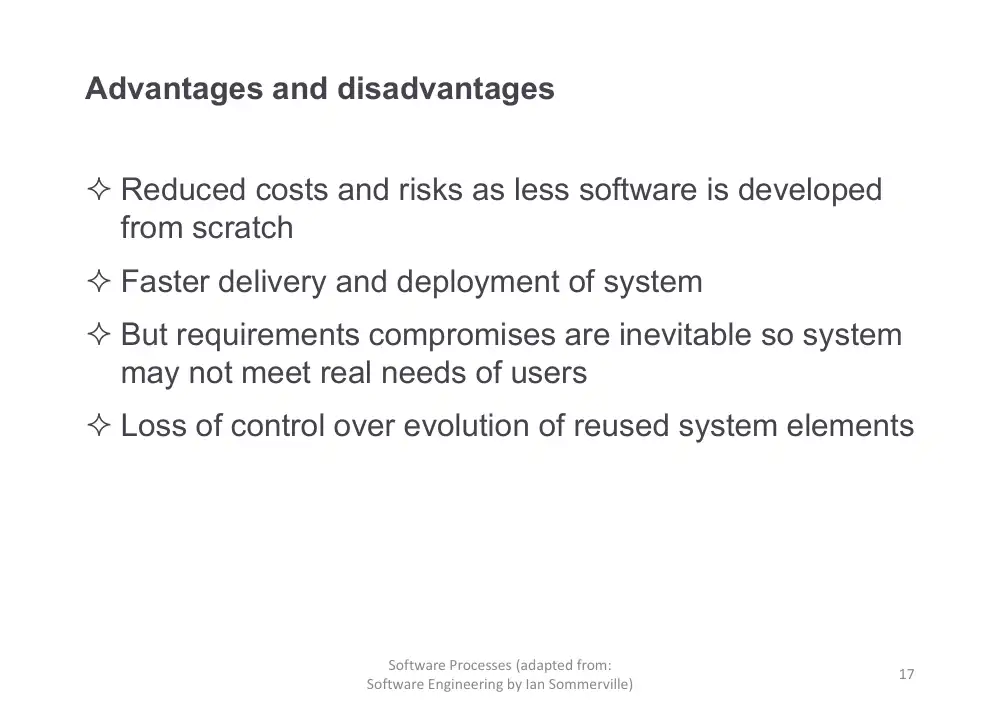 Advantages and disadvantages
✧ Reduced costs and risks as less software is developed
from scratch
✧ Faster delivery and deployment of system
✧ But requirements compromises are inevitable so system
may not meet real needs of users
✧ Loss of control over evolution of reused system elements
Software Processes (adapted from:
Software Engineering by Ian Sommerville)
17